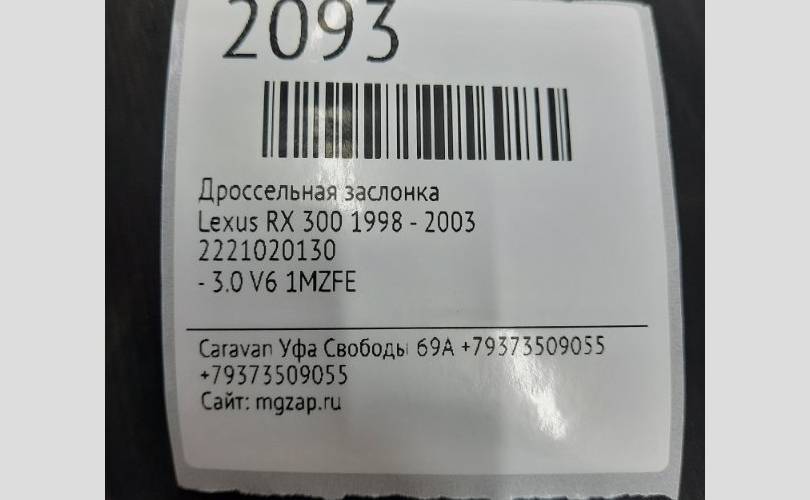 2093
Дроссельная заслонка
Lexus RX 300 1998 - 2003
2221020130
- 3.0 V6 1MZFE
Caravan Уфа Свободы 69А +79373509055
+79373509055
Сайт: mgzap.ru